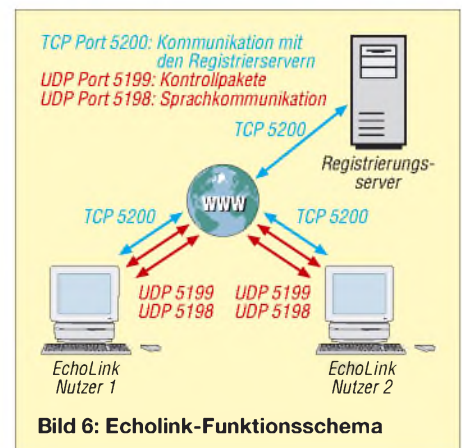 TCP Port 5200: Kommunikation mit
den Registrierservern
UDP Port 5199: Kontrollpakete
UDP Port 5198: Sprachkommunikation
TCP 5200
Registrierungs-
server
WWW
TCP 5200
TCP 5200
UDP 5199
UDP 5198
UDP 5199
UDP 5198
EchoLink
Nutzer 1
EchoLink
Nutzer 2
Bild 6: Echolink-Funktionsschema